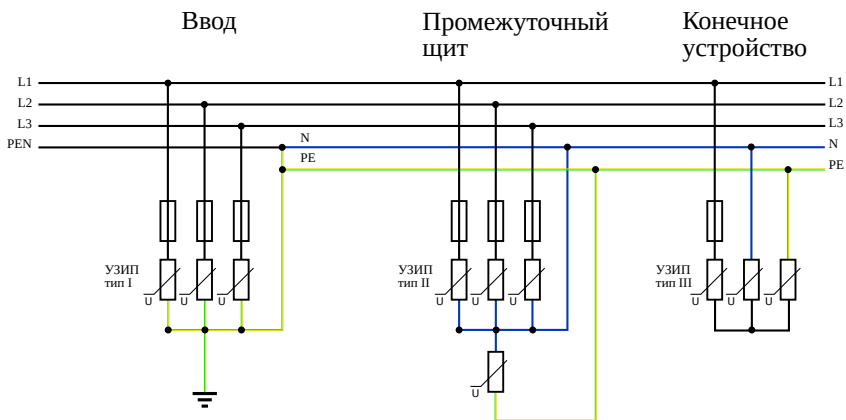 Ввод
Промежуточный
щит
Конечное
устройство
L1
L1
L2
L2
L3
L3
PEN
N
N
PE
PE
УЗИП
тип I
U
U
U
УЗИП
тип II
U
U
U
УЗИП
тип III
U
U
U
U